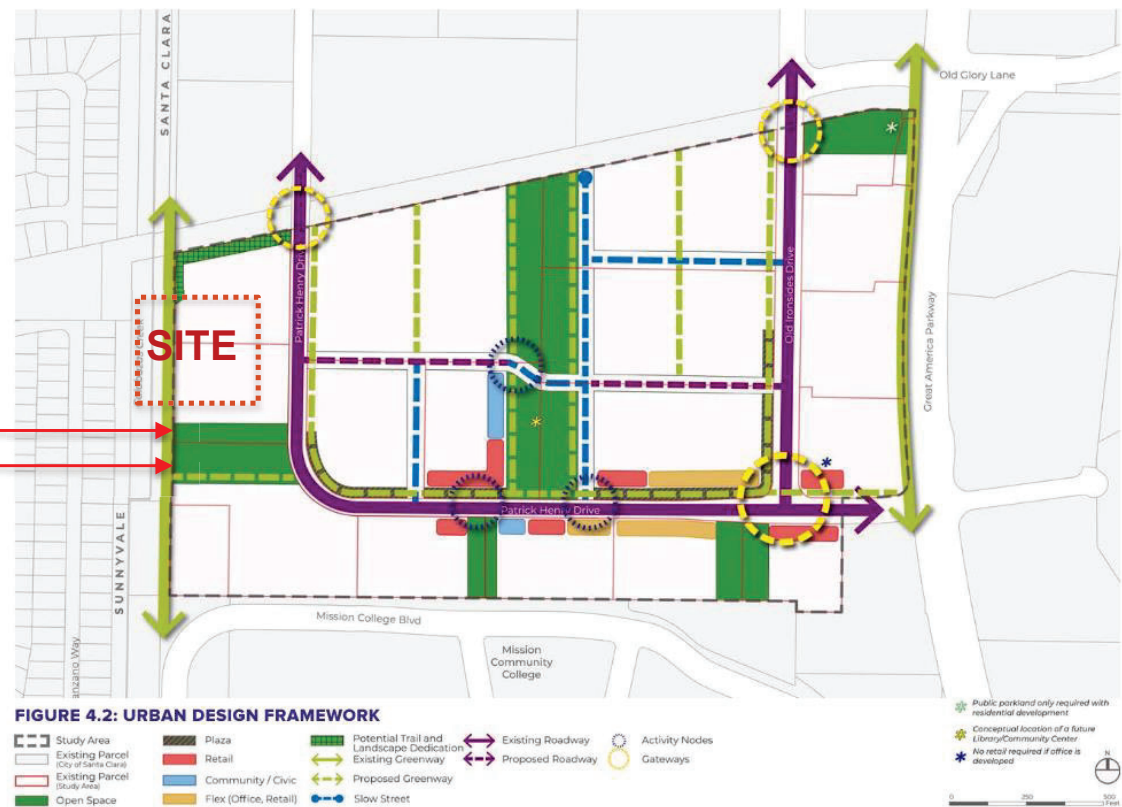 SANTA CLARA
Old Glory Lane
Patrick Henry Drive
Old Ironsides Drive
SITE
Great America Parkway
Patrick Henry Drive
SUNNYVALE
Mission College Blvd
Mission
Community
College
anzano Way
FIGURE 4.2: URBAN DESIGN FRAMEWORK
Study Area
Existing Parcel
(City of Santa Clara)
Existing Parcel
(Study Area)
Open Space
Plaza
Retail
Community / Civic
Flex (Office, Retail)
Potential Trail and
Landscape Dedication
Existing Greenway
Proposed Greenway
Slow Street
Existing Roadway
Proposed Roadway
Activity Nodes
Gateways
Public parkland only required with
residential development
Conceptual location of a future
Library/Community Center
No retail required if office is
developed
N
0 250 500
Feet